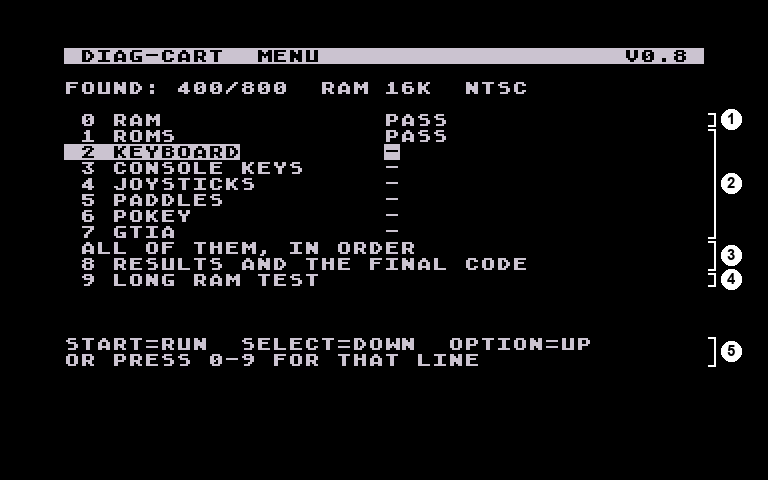 DIAG-CART MENU V0.8
FOUND: 400/800 RAM 16K NTSC
0 RAM PASS 1
1 ROMS PASS
2 KEYBOARD -
3 CONSOLE KEYS -
4 JOYSTICKS - 2
5 PADDLES -
6 POKEY -
7 GTIA -
ALL OF THEM, IN ORDER 3
8 RESULTS AND THE FINAL CODE
9 LONG RAM TEST 4
START=RUN SELECT=DOWN OPTION=UP 5
OR PRESS 0-9 FOR THAT LINE